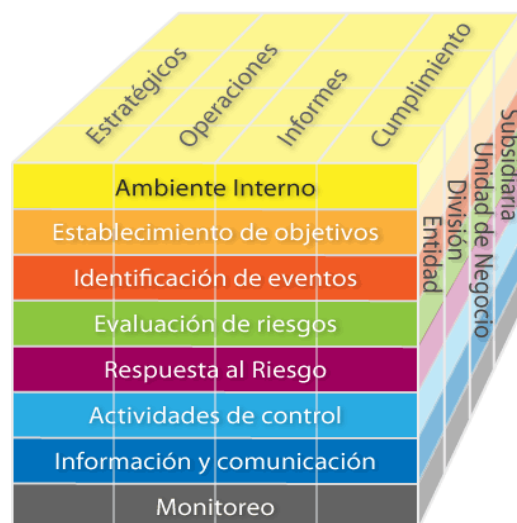 Estratégicos
Operaciones
Informes
Cumplimiento
Ambiente Interno
Establecimiento de objetivos
Identificación de eventos
Evaluación de riesgos
Respuesta al Riesgo
Actividades de control
Información y comunicación
Monitoreo
Entidad
División
Unidad de Negocio
Subsidiaria